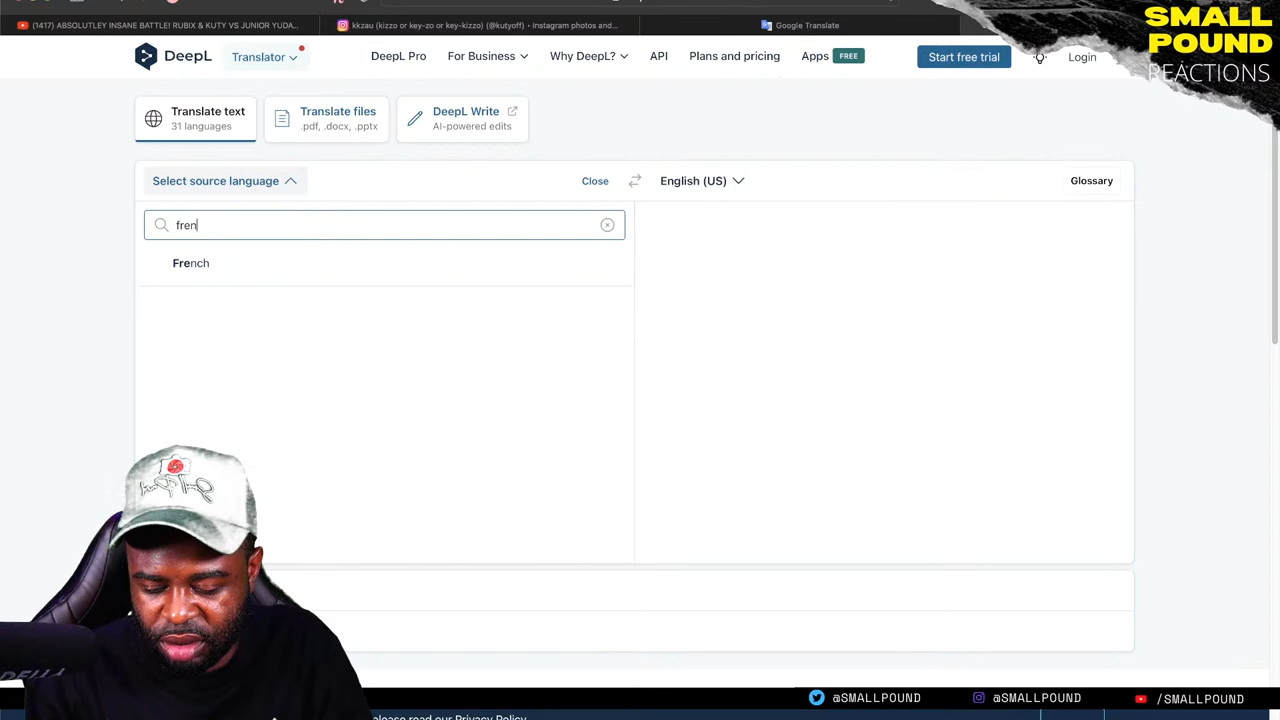 (1417) ABSOLUTLEY INSANE BATTLE! RUBIX & KUTY VS JUNIOR YUDA...
kkzau (kizzo or key-zo or key-kizzo) (@kutyoff) • Instagram photos and...
Google Translate
SMALL
POUND
REACTIONS
DeepL
Translator
DeepL Pro
For Business
Why DeepL?
API
Plans and pricing
Apps FREE
Start free trial
Login
Translate text
31 languages
Translate files
.pdf, .docx, .pptx
DeepL Write
AI-powered edits
Select source language
Close
English (US)
Glossary
fren
French
please read our Privacy Policy
@SMALLPOUND
@SMALLPOUND
/SMALLPOUND